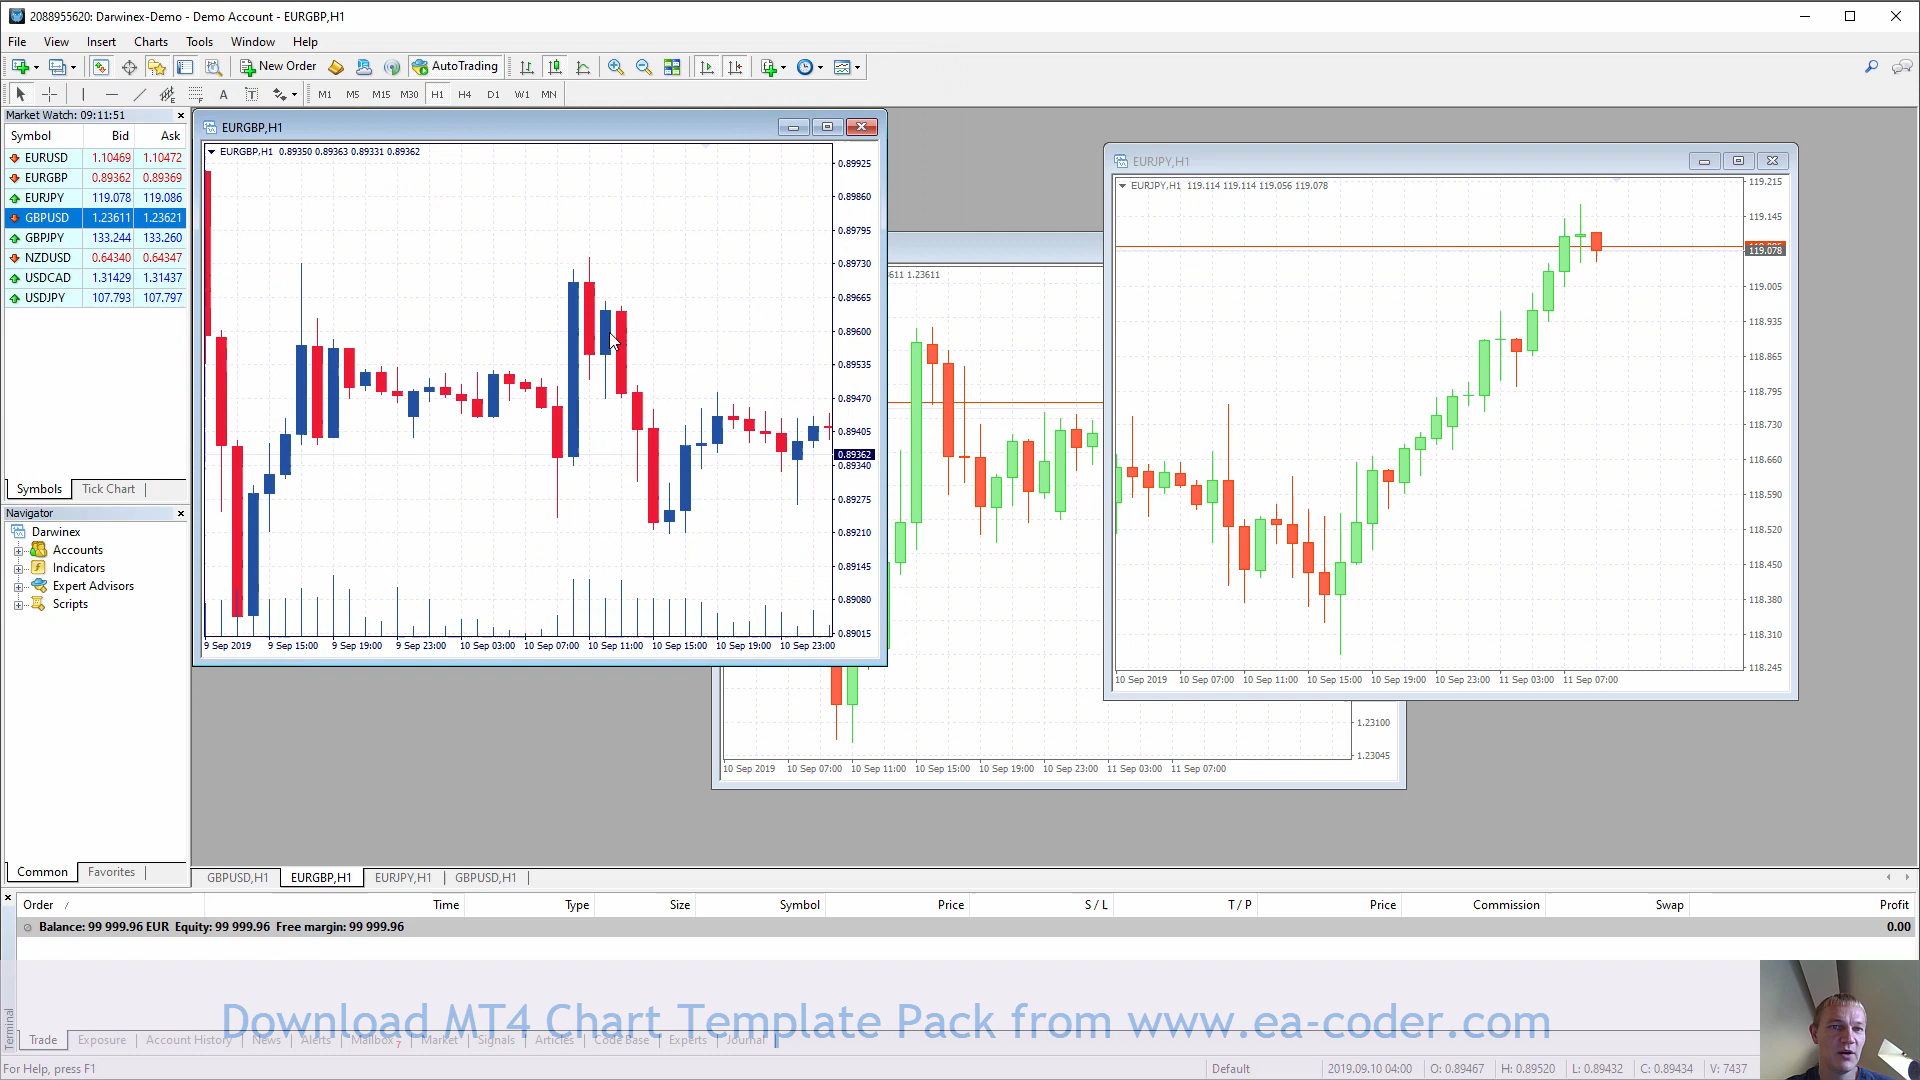 2088955620: Darwinex-Demo - Demo Account - EURGBP,H1
File View Insert Charts Tools Window Help
New Order AutoTrading
M1 M5 M15 M30 H1 H4 D1 W1 MN
Market Watch: 09:11:51
Symbol Bid Ask
EURUSD 1.10469 1.10472
EURGBP 0.89362 0.89369
EURJPY 119.078 119.086
GBPUSD 1.23611 1.23621
GBPJPY 133.244 133.260
NZDUSD 0.64340 0.64347
USDCAD 1.31429 1.31437
USDJPY 107.793 107.797
Symbols Tick Chart
Navigator
Darwinex
Accounts
Indicators
Expert Advisors
Scripts
Common Favorites
EURGBP,H1
EURGBP,H1 0.89350 0.89363 0.89331 0.89362
0.89925
0.89860
0.89795
0.89730
0.89665
0.89600
0.89535
0.89470
0.89405
0.89362
0.89340
0.89275
0.89210
0.89145
0.89080
0.89015
9 Sep 2019 9 Sep 15:00 9 Sep 19:00 9 Sep 23:00 10 Sep 03:00 10 Sep 07:00 10 Sep 11:00 10 Sep 15:00 10 Sep 19:00 10 Sep 23:00
611 1.23611
1.23100
1.23045
10 Sep 2019 10 Sep 07:00 10 Sep 11:00 10 Sep 15:00 10 Sep 19:00 10 Sep 23:00 11 Sep 03:00 11 Sep 07:00
EURJPY,H1
EURJPY,H1 119.114 119.114 119.056 119.078
119.215
119.145
119.078
119.005
118.935
118.865
118.795
118.730
118.660
118.590
118.520
118.450
118.380
118.310
118.245
10 Sep 2019 10 Sep 07:00 10 Sep 11:00 10 Sep 15:00 10 Sep 19:00 10 Sep 23:00 11 Sep 03:00 11 Sep 07:00
GBPUSD,H1 EURGBP,H1 EURJPY,H1 GBPUSD,H1
Order / Time Type Size Symbol Price S / L T / P Price Commission Swap Profit
Balance: 99 999.96 EUR Equity: 99 999.96 Free margin: 99 999.96 0.00
Download MT4 Chart Template Pack from www.ea-coder.com
Terminal
Trade Exposure Account History News Alerts Mailbox 7 Market Signals Articles Code Base Experts Journal
For Help, press F1 Default 2019.09.10 04:00 O: 0.89467 H: 0.89520 L: 0.89432 C: 0.89434 V: 7437